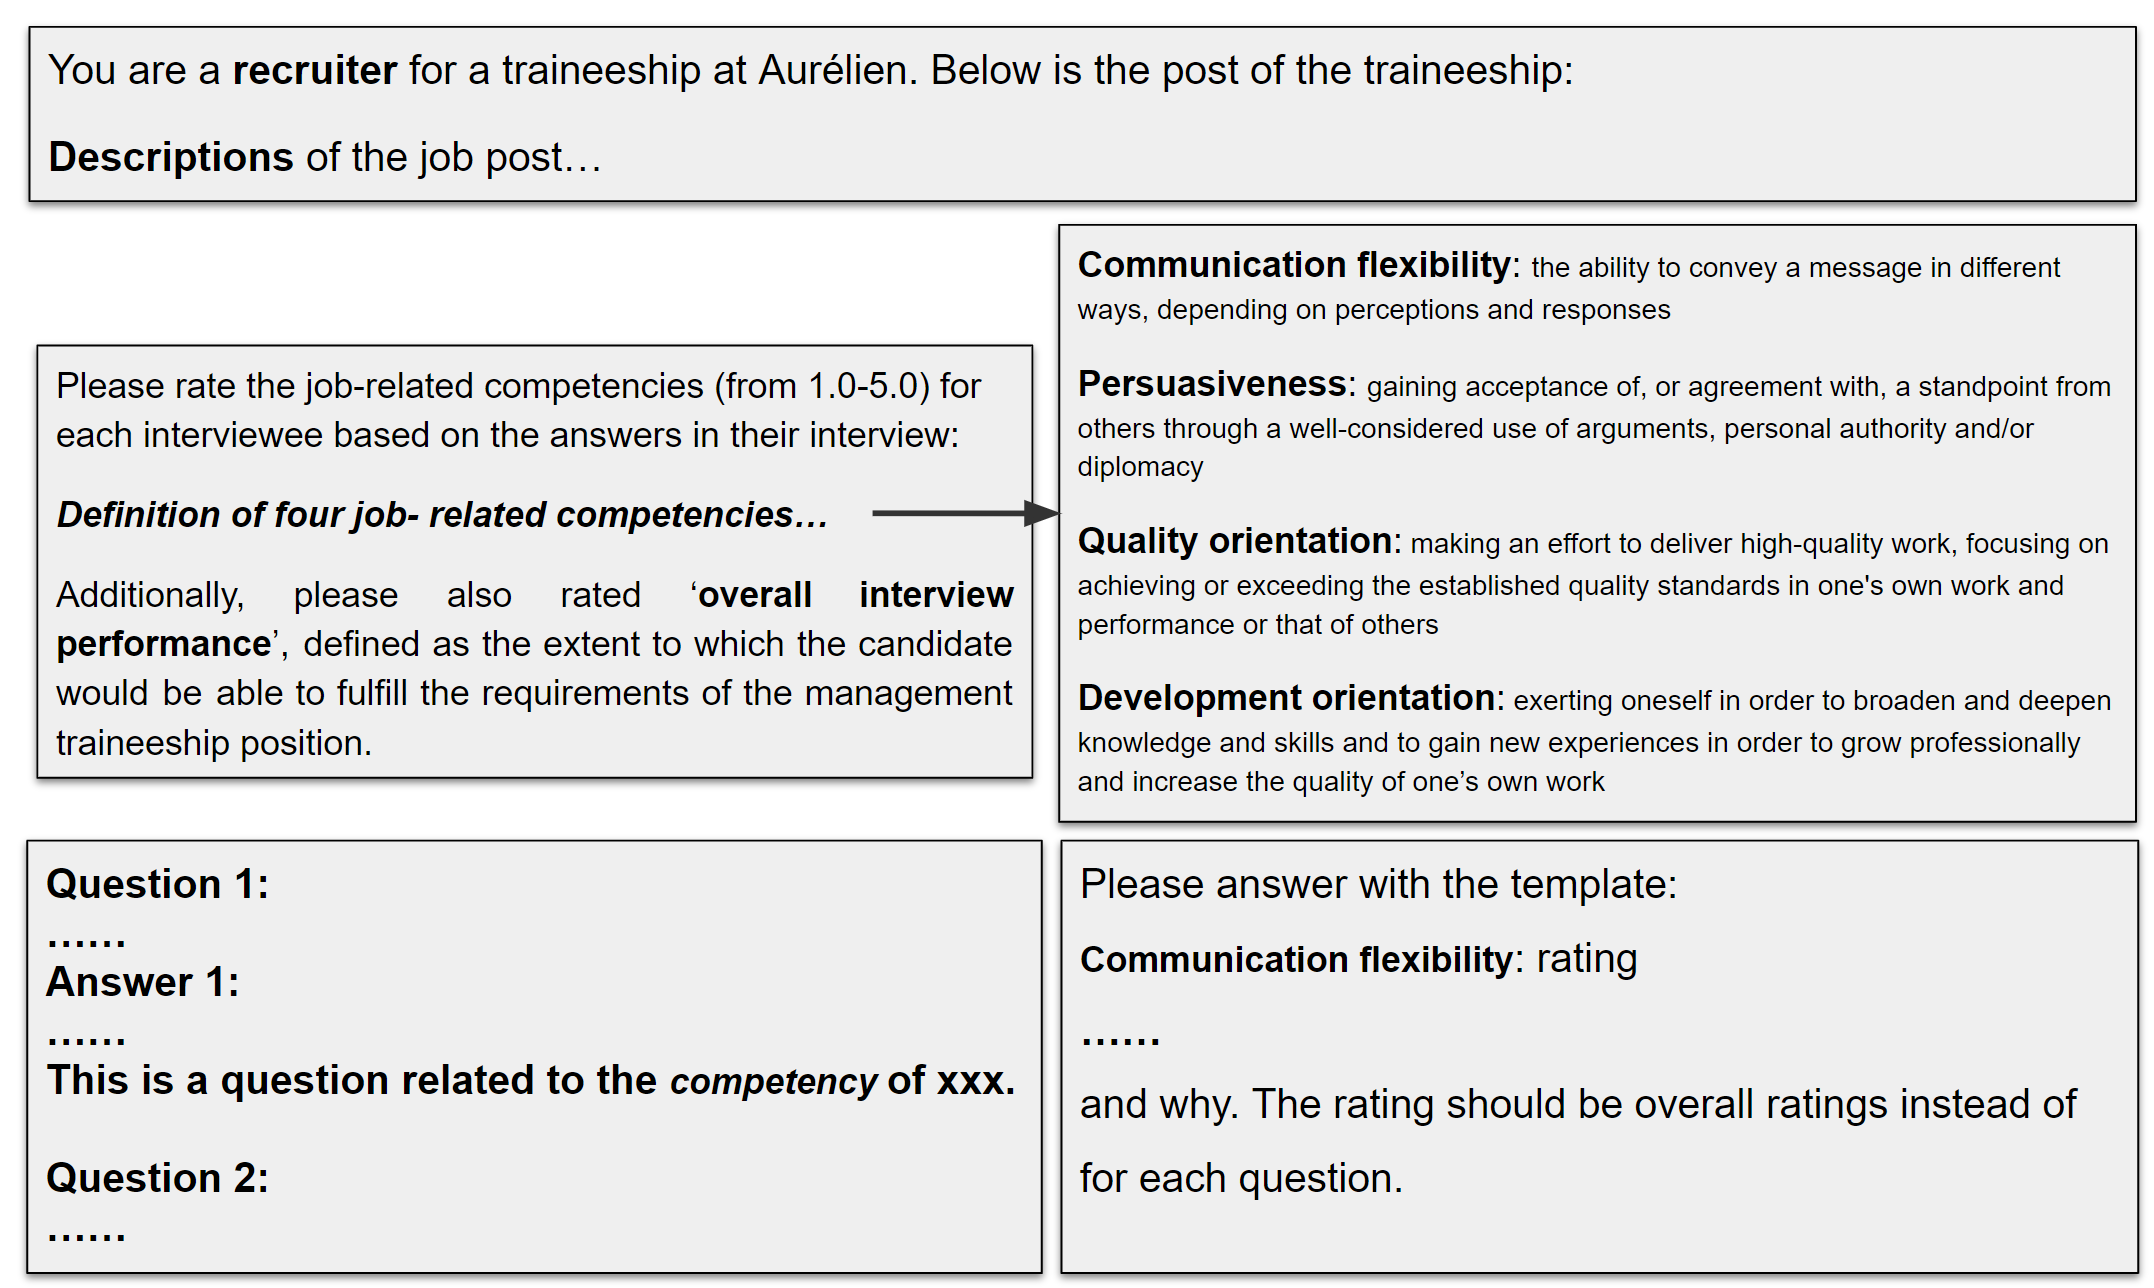 You are a recruiter for a traineeship at Aurélien. Below is the post of the traineeship:
Descriptions of the job post…
Please rate the job-related competencies (from 1.0-5.0) for
each interviewee based on the answers in their interview:
Definition of four job- related competencies…
Additionally, please also rated ‘overall interview
performance’, defined as the extent to which the candidate
would be able to fulfill the requirements of the management
traineeship position.
Communication flexibility: the ability to convey a message in different
ways, depending on perceptions and responses
Persuasiveness: gaining acceptance of, or agreement with, a standpoint from
others through a well-considered use of arguments, personal authority and/or
diplomacy
Quality orientation: making an effort to deliver high-quality work, focusing on
achieving or exceeding the established quality standards in one's own work and
performance or that of others
Development orientation: exerting oneself in order to broaden and deepen
knowledge and skills and to gain new experiences in order to grow professionally
and increase the quality of one’s own work
Question 1:
……
Answer 1:
……
This is a question related to the competency of xxx.
Question 2:
……
Please answer with the template:
Communication flexibility: rating
……
and why. The rating should be overall ratings instead of
for each question.